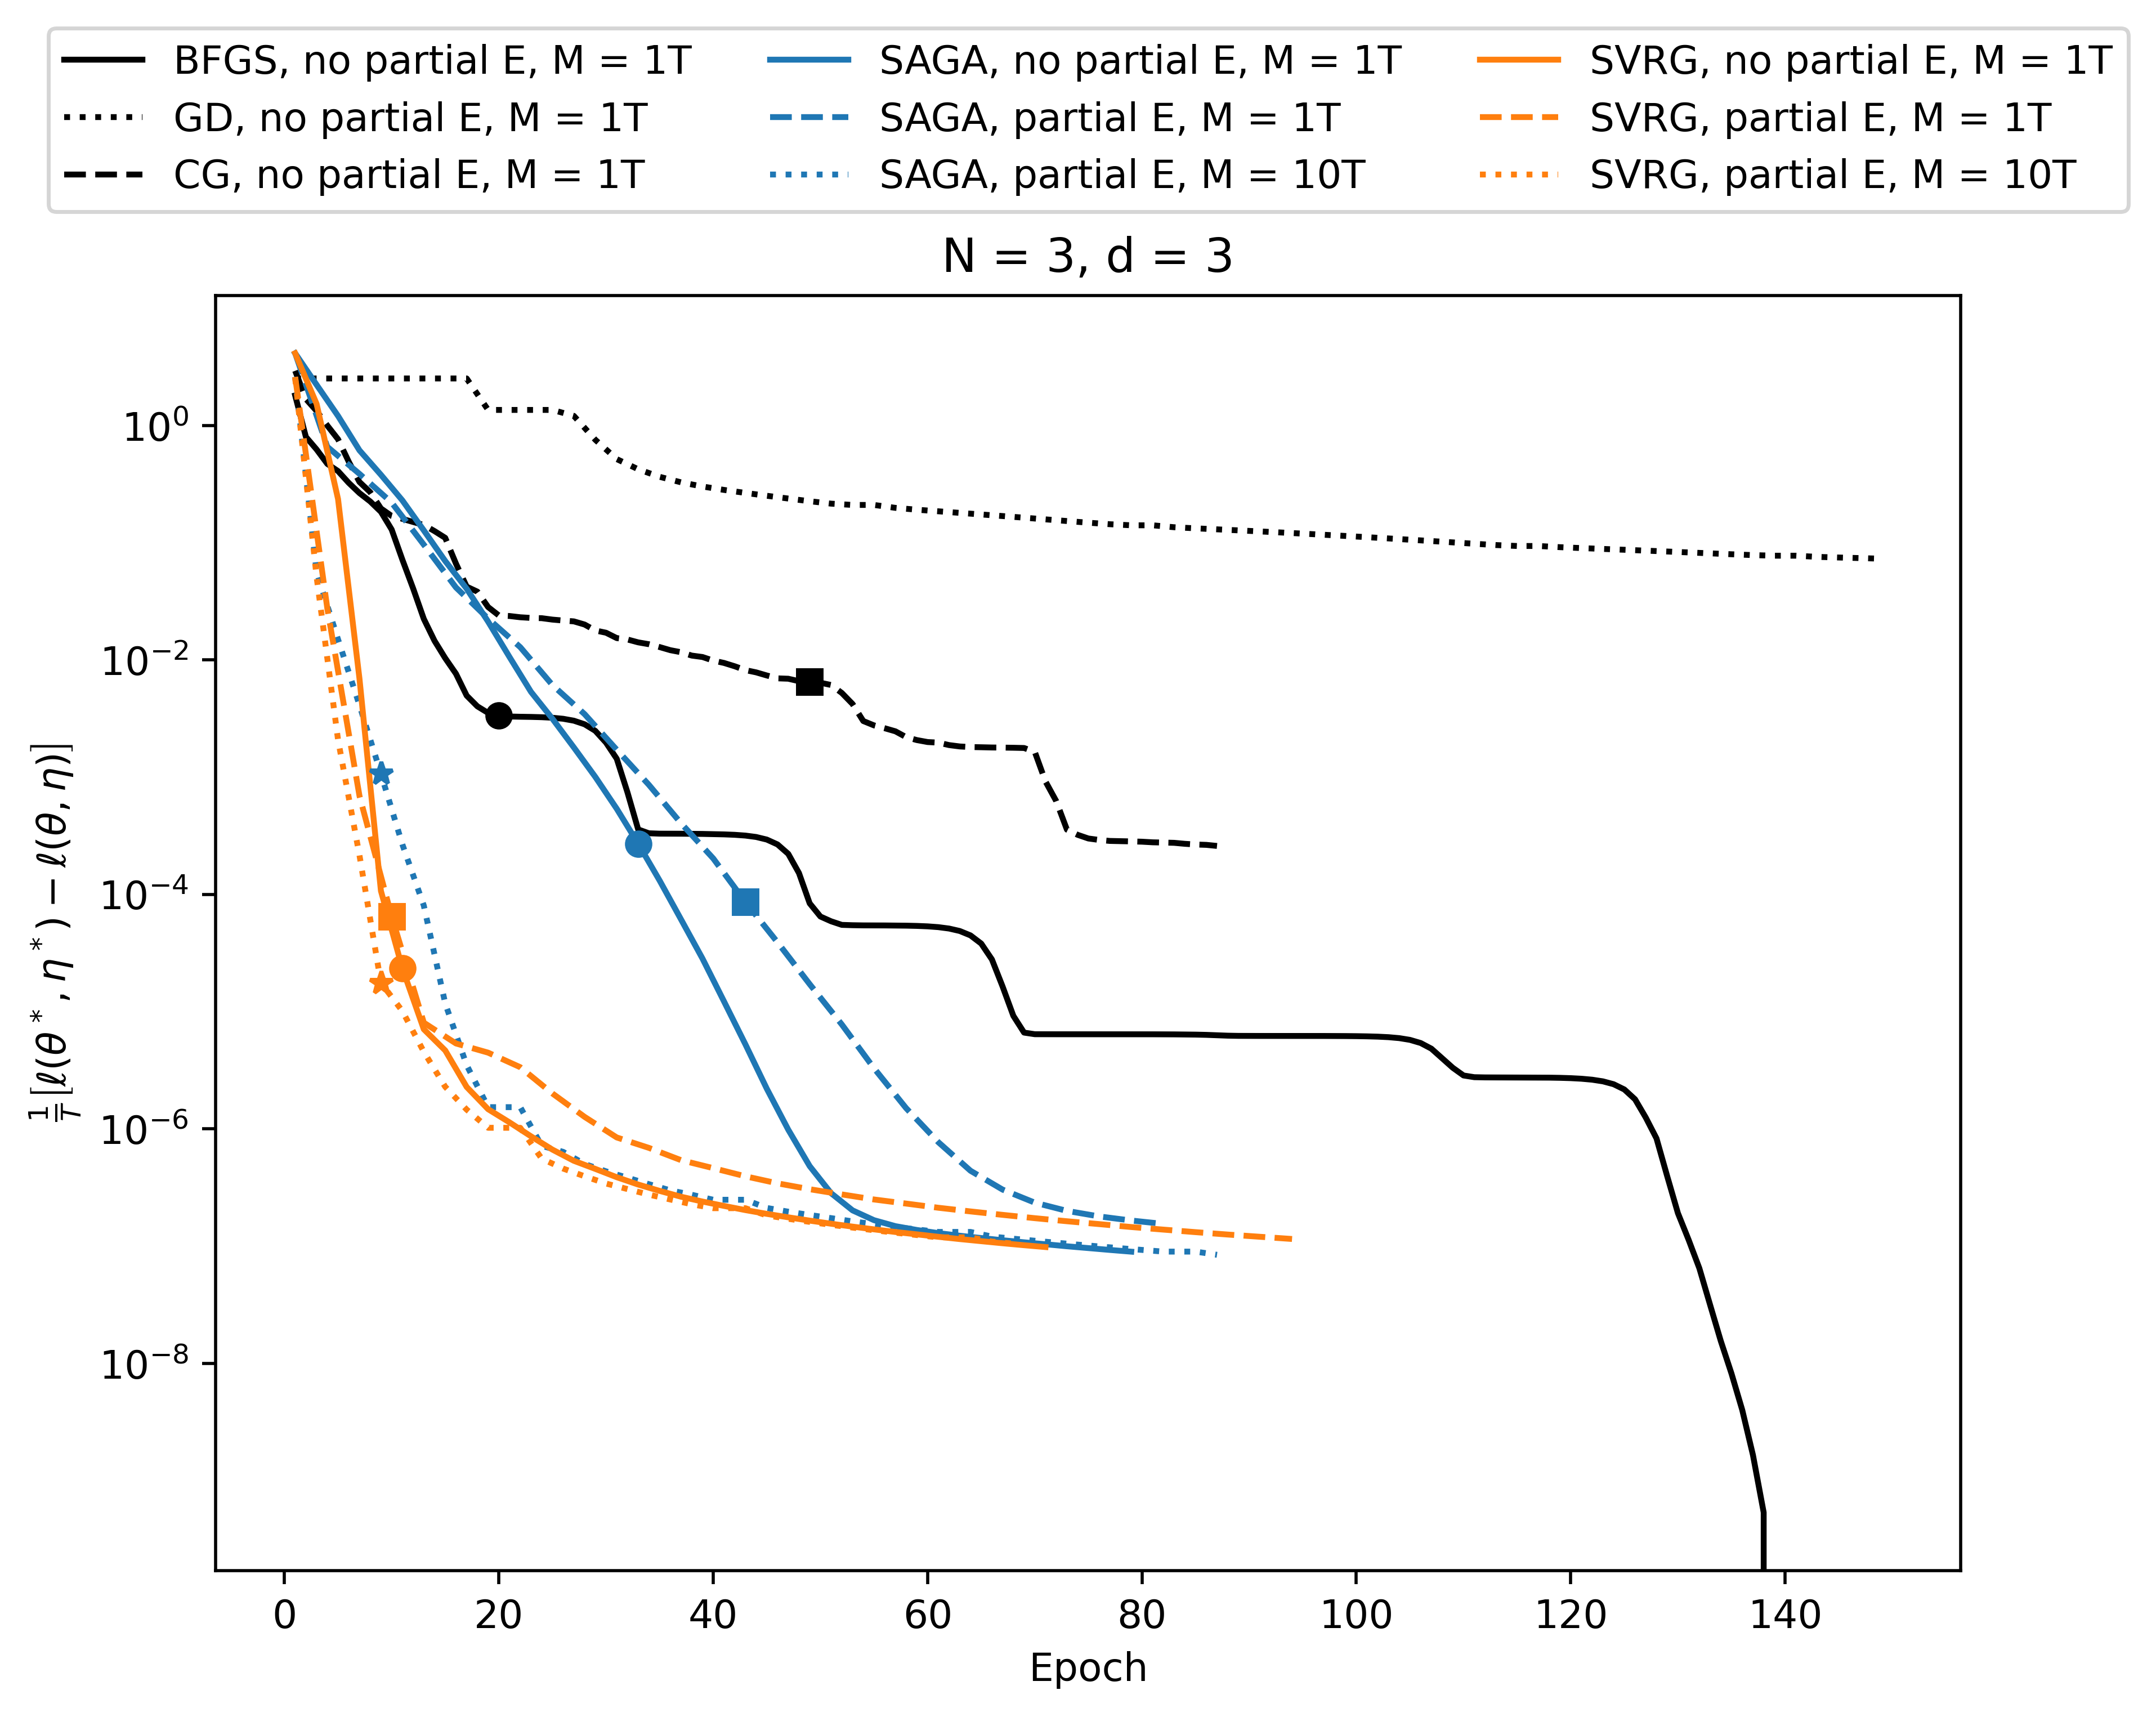 BFGS, no partial E, M = 1T
GD, no partial E, M = 1T
CG, no partial E, M = 1T
SAGA, no partial E, M = 1T
SAGA, partial E, M = 1T
SAGA, partial E, M = 10T
SVRG, no partial E, M = 1T
SVRG, partial E, M = 1T
SVRG, partial E, M = 10T
N = 3, d = 3
10⁰
10⁻²
10⁻⁴
10⁻⁶
10⁻⁸
1/T [ℓ(θ*, η*) − ℓ(θ, η)]
0 20 40 60 80 100 120 140
Epoch